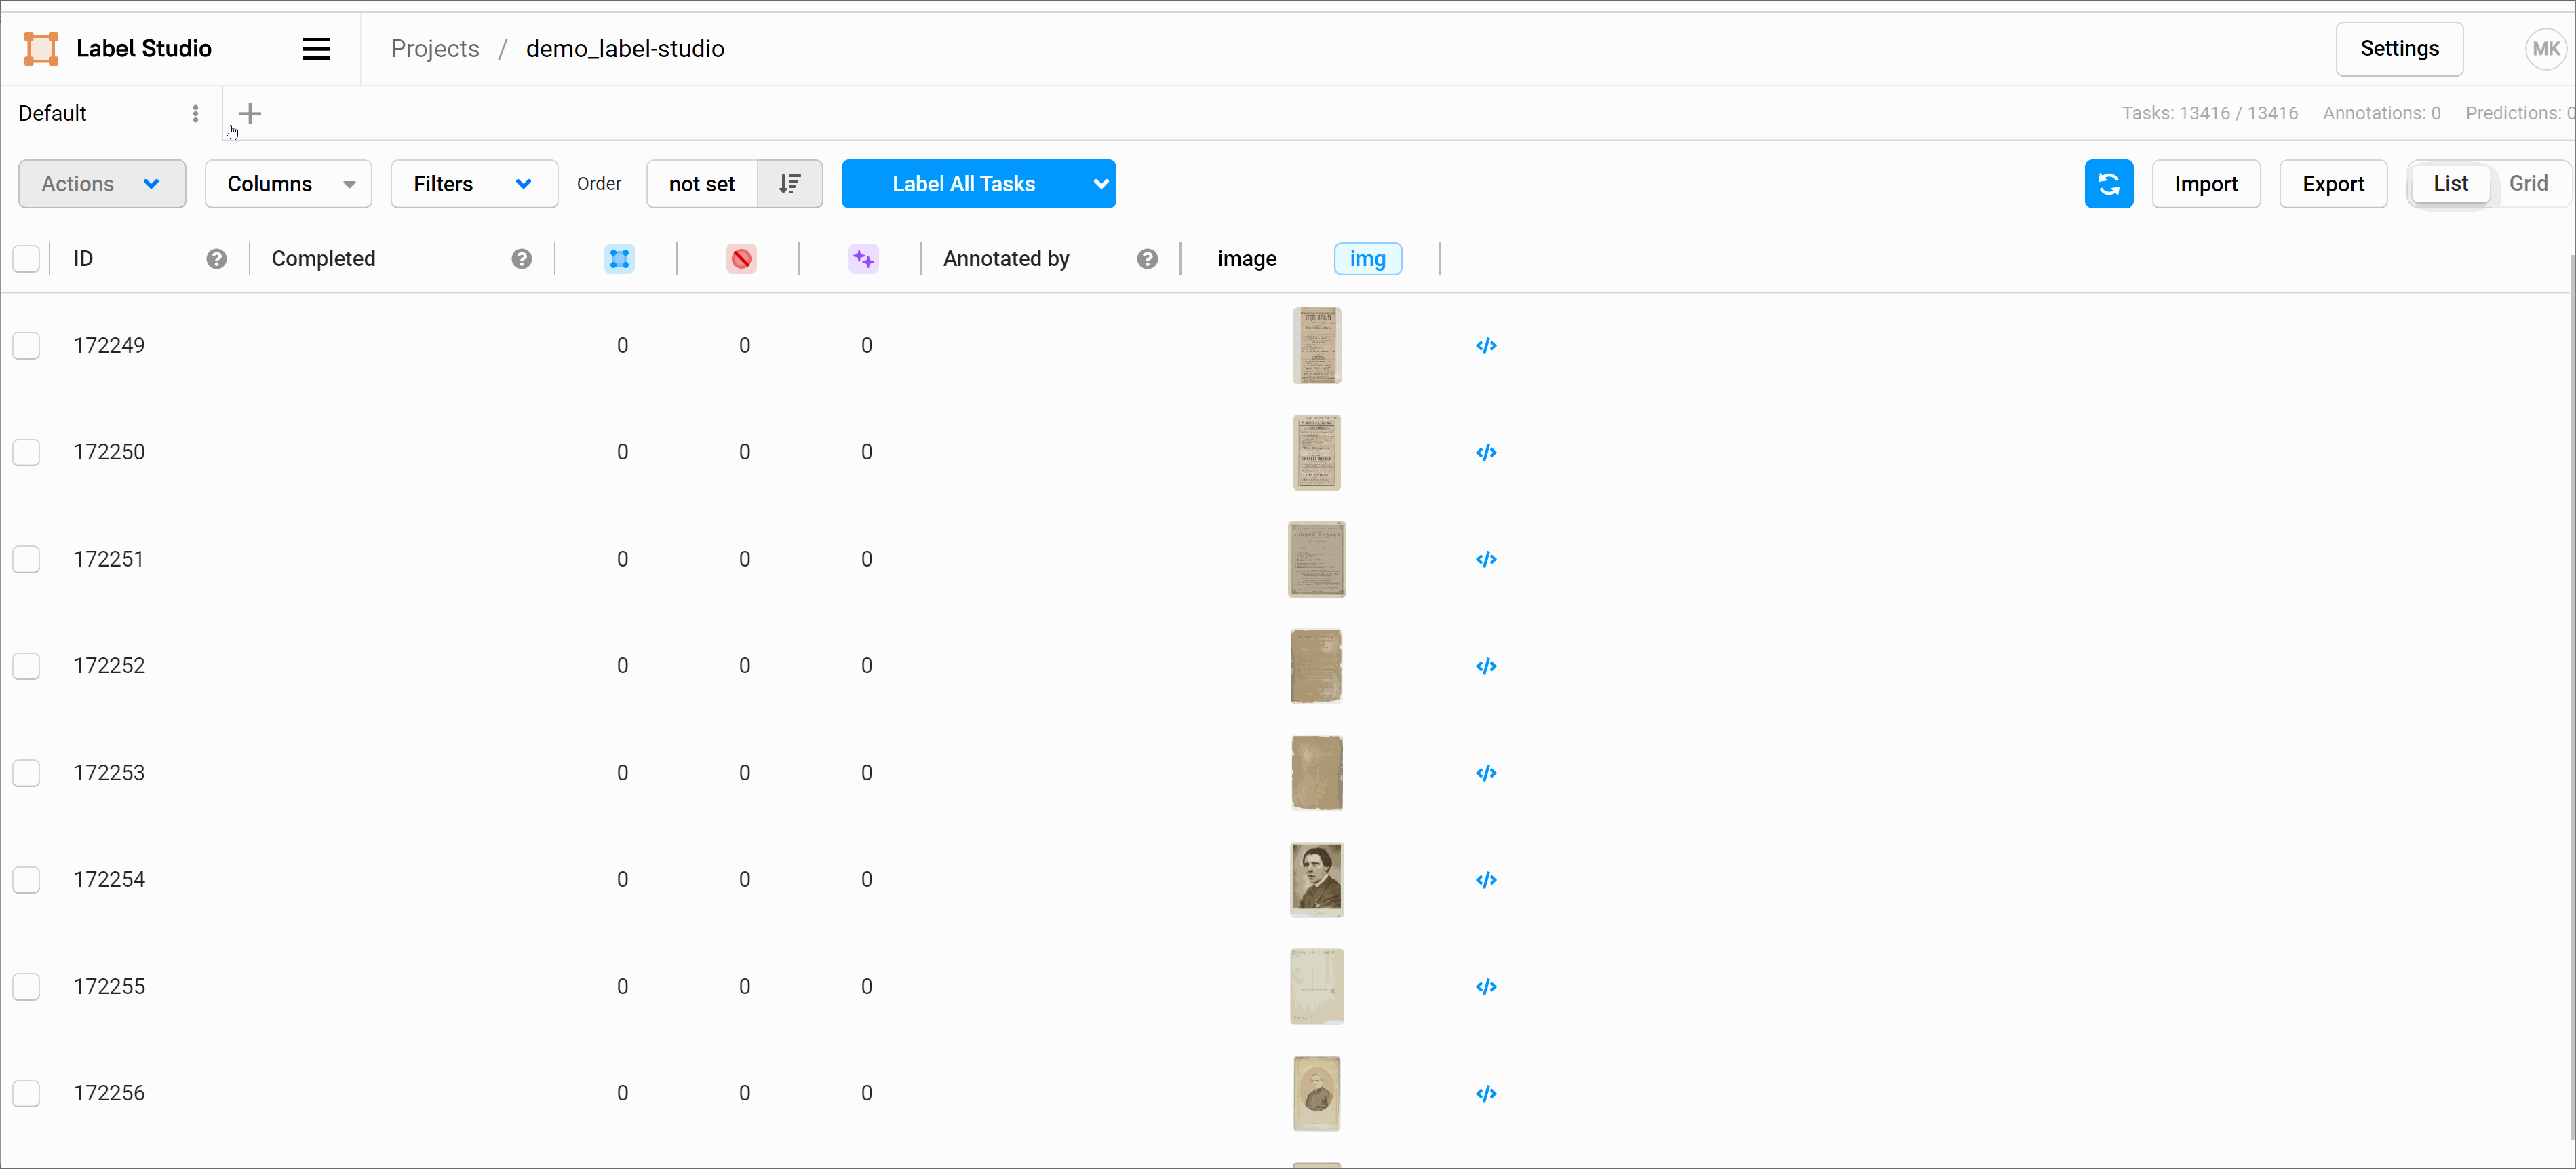 Label Studio Projects / demo_label-studio Settings MK
Default Tasks: 13416 / 13416 Annotations: 0 Predictions: 0
Actions Columns Filters Order not set Label All Tasks Import Export List Grid
ID Completed Annotated by image img
172249 0 0 0 </>
172250 0 0 0 </>
172251 0 0 0 </>
172252 0 0 0 </>
172253 0 0 0 </>
172254 0 0 0 </>
172255 0 0 0 </>
172256 0 0 0 </>